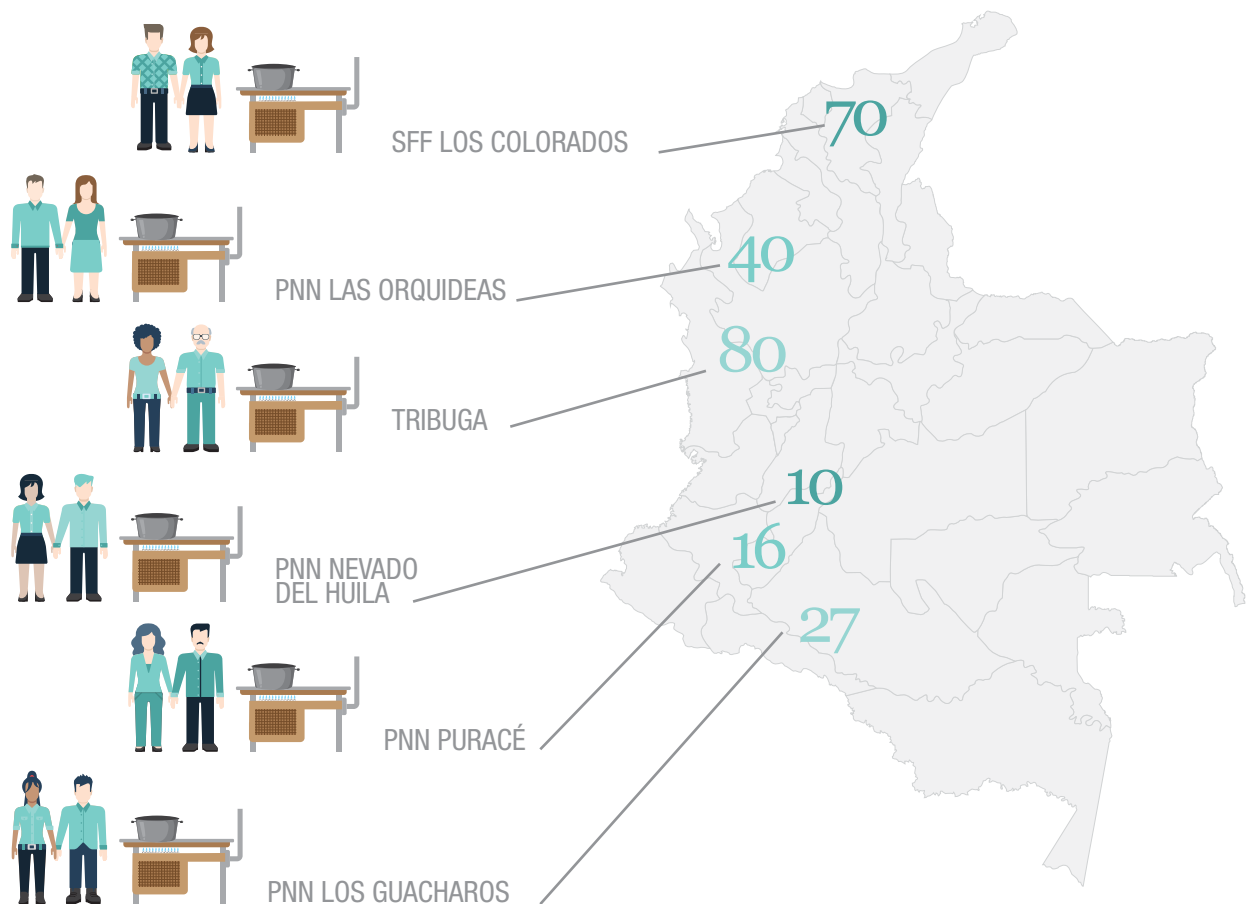 SFF LOS COLORADOS
70
PNN LAS ORQUIDEAS
40
TRIBUGA
80
PNN NEVADO
DEL HUILA
10
PNN PURACÉ
16
PNN LOS GUACHAROS
27